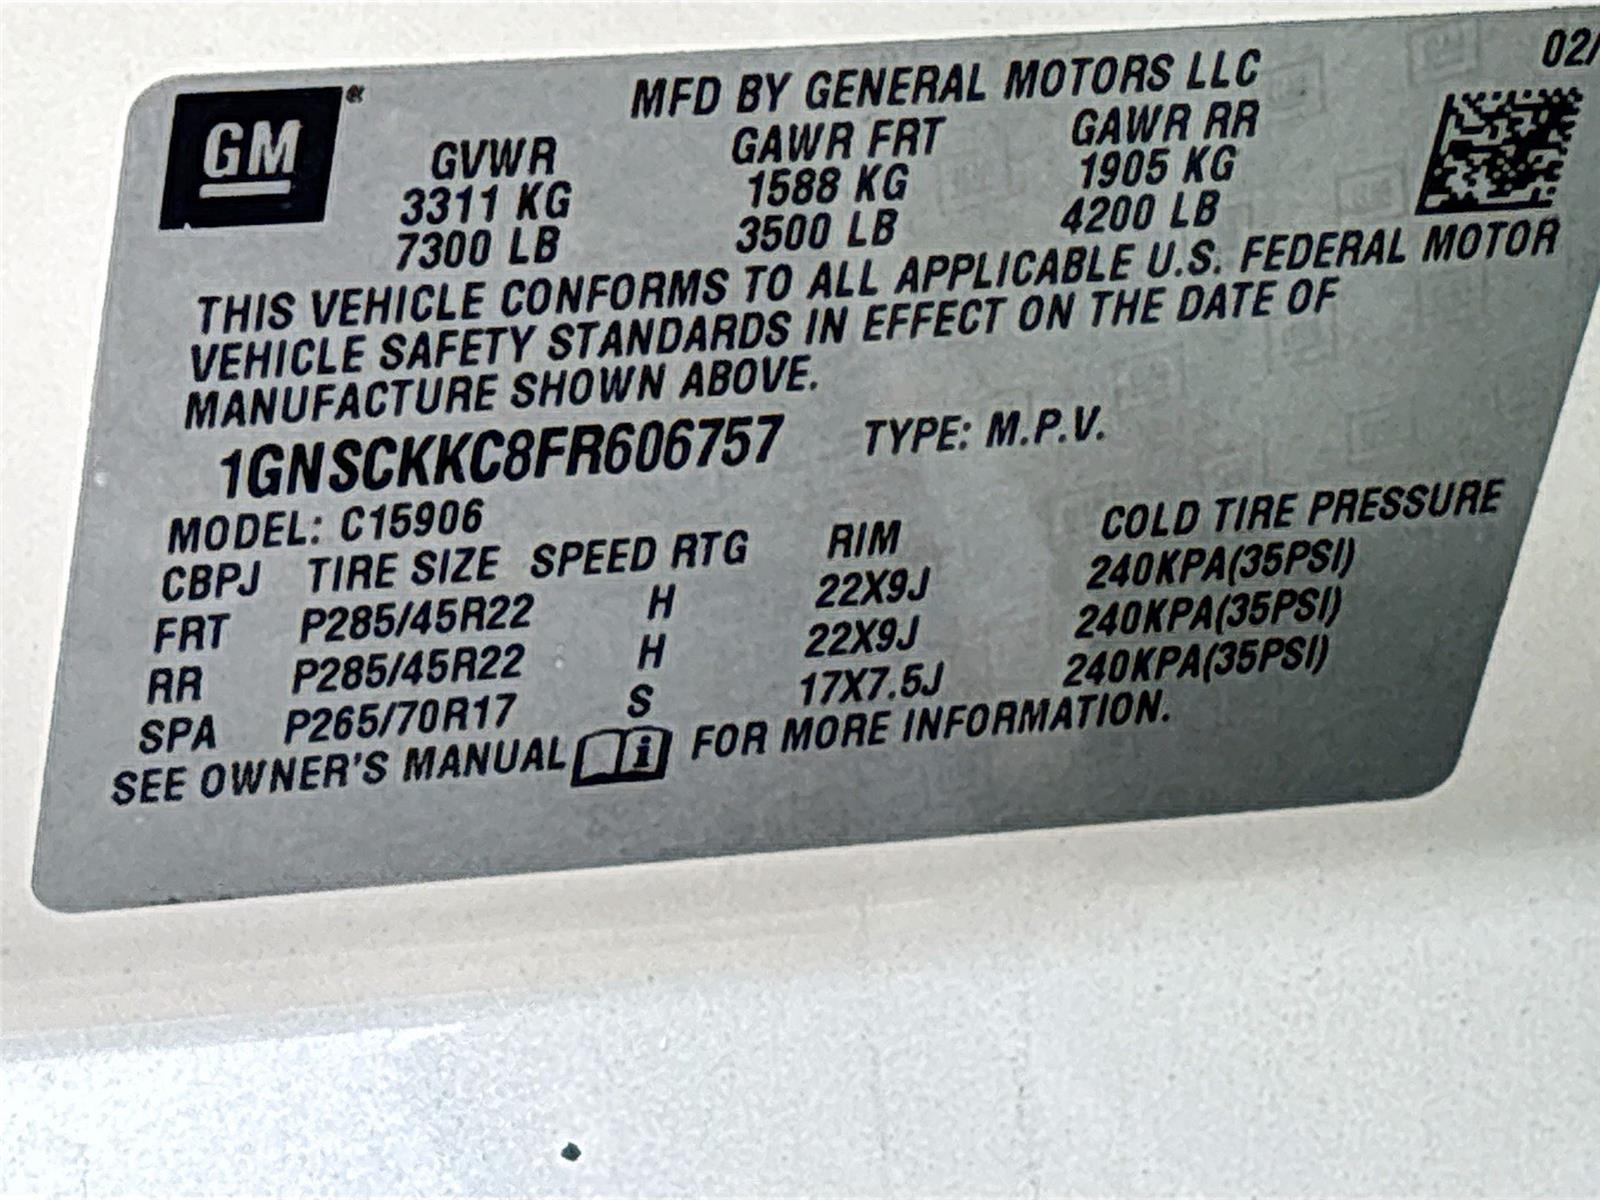 GM ® MFD BY GENERAL MOTORS LLC 02/
GVWR GAWR FRT GAWR RR
3311 KG 1588 KG 1905 KG
7300 LB 3500 LB 4200 LB
THIS VEHICLE CONFORMS TO ALL APPLICABLE U.S. FEDERAL MOTOR
VEHICLE SAFETY STANDARDS IN EFFECT ON THE DATE OF
MANUFACTURE SHOWN ABOVE.
1GNSCKKC8FR606757 TYPE: M.P.V.
MODEL: C15906
CBPJ TIRE SIZE SPEED RTG RIM COLD TIRE PRESSURE
FRT P285/45R22 H 22X9J 240KPA(35PSI)
RR P285/45R22 H 22X9J 240KPA(35PSI)
SPA P265/70R17 S 17X7.5J 240KPA(35PSI)
SEE OWNER'S MANUAL i FOR MORE INFORMATION.